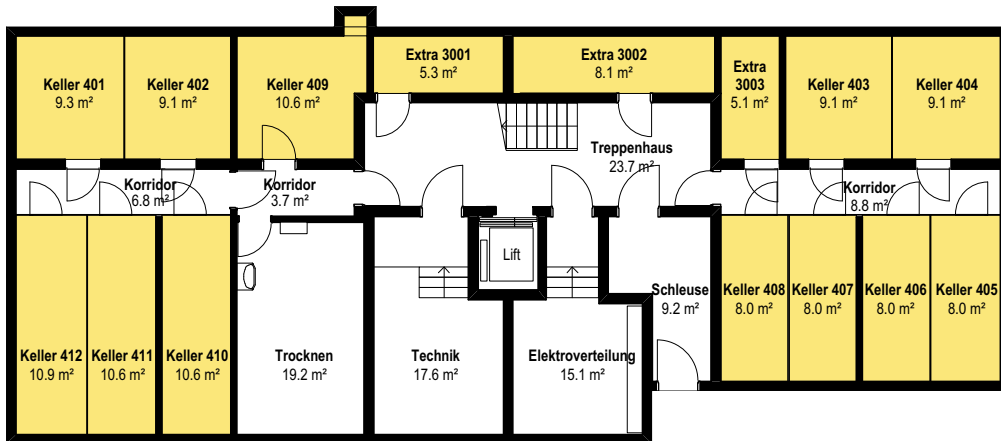 Keller 401
9.3 m²
Keller 402
9.1 m²
Keller 409
10.6 m²
Extra 3001
5.3 m²
Extra 3002
8.1 m²
Extra
3003
5.1 m²
Keller 403
9.1 m²
Keller 404
9.1 m²
Treppenhaus
23.7 m²
Korridor
6.8 m²
Korridor
3.7 m²
Korridor
8.8 m²
Lift
Schleuse
9.2 m²
Keller 408
8.0 m²
Keller 407
8.0 m²
Keller 406
8.0 m²
Keller 405
8.0 m²
Keller 412
10.9 m²
Keller 411
10.6 m²
Keller 410
10.6 m²
Trocknen
19.2 m²
Technik
17.6 m²
Elektroverteilung
15.1 m²